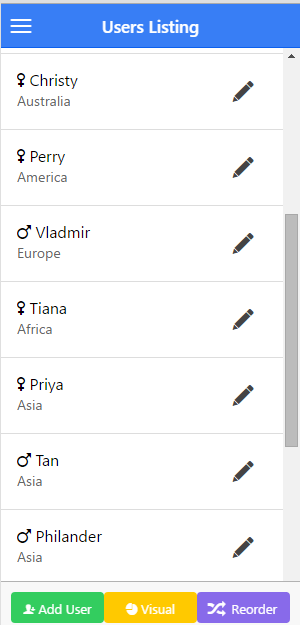 Users Listing
♀ Christy
Australia
♀ Perry
America
♂ Vladmir
Europe
♀ Tiana
Africa
♀ Priya
Asia
♂ Tan
Asia
♂ Philander
Asia
Add User Visual Reorder